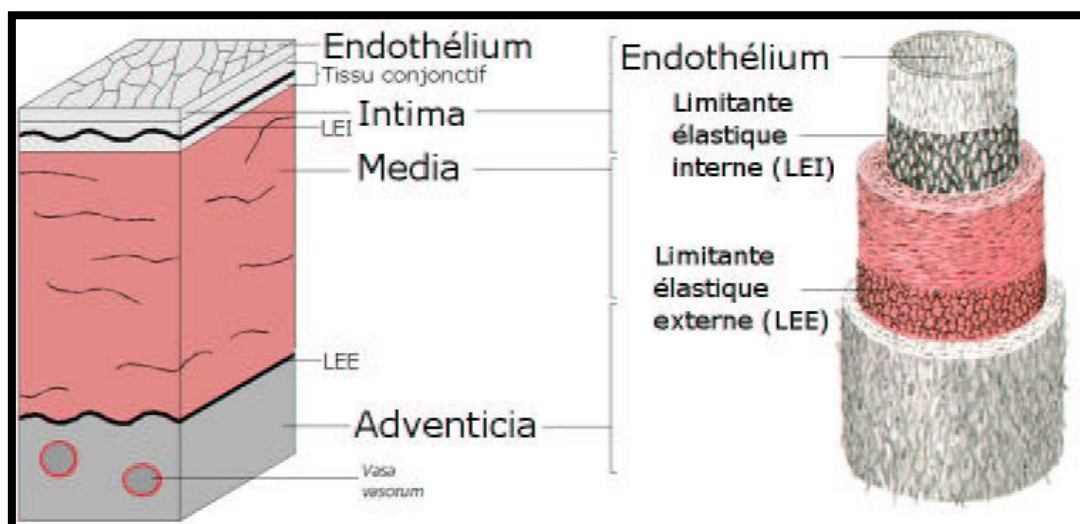 Endothélium
Tissu conjonctif
LEI
Intima
Media
LEE
Adventicia
Vasa
vasorum
Endothélium
Limitante
élastique
interne (LEI)
Limitante
élastique
externe (LEE)